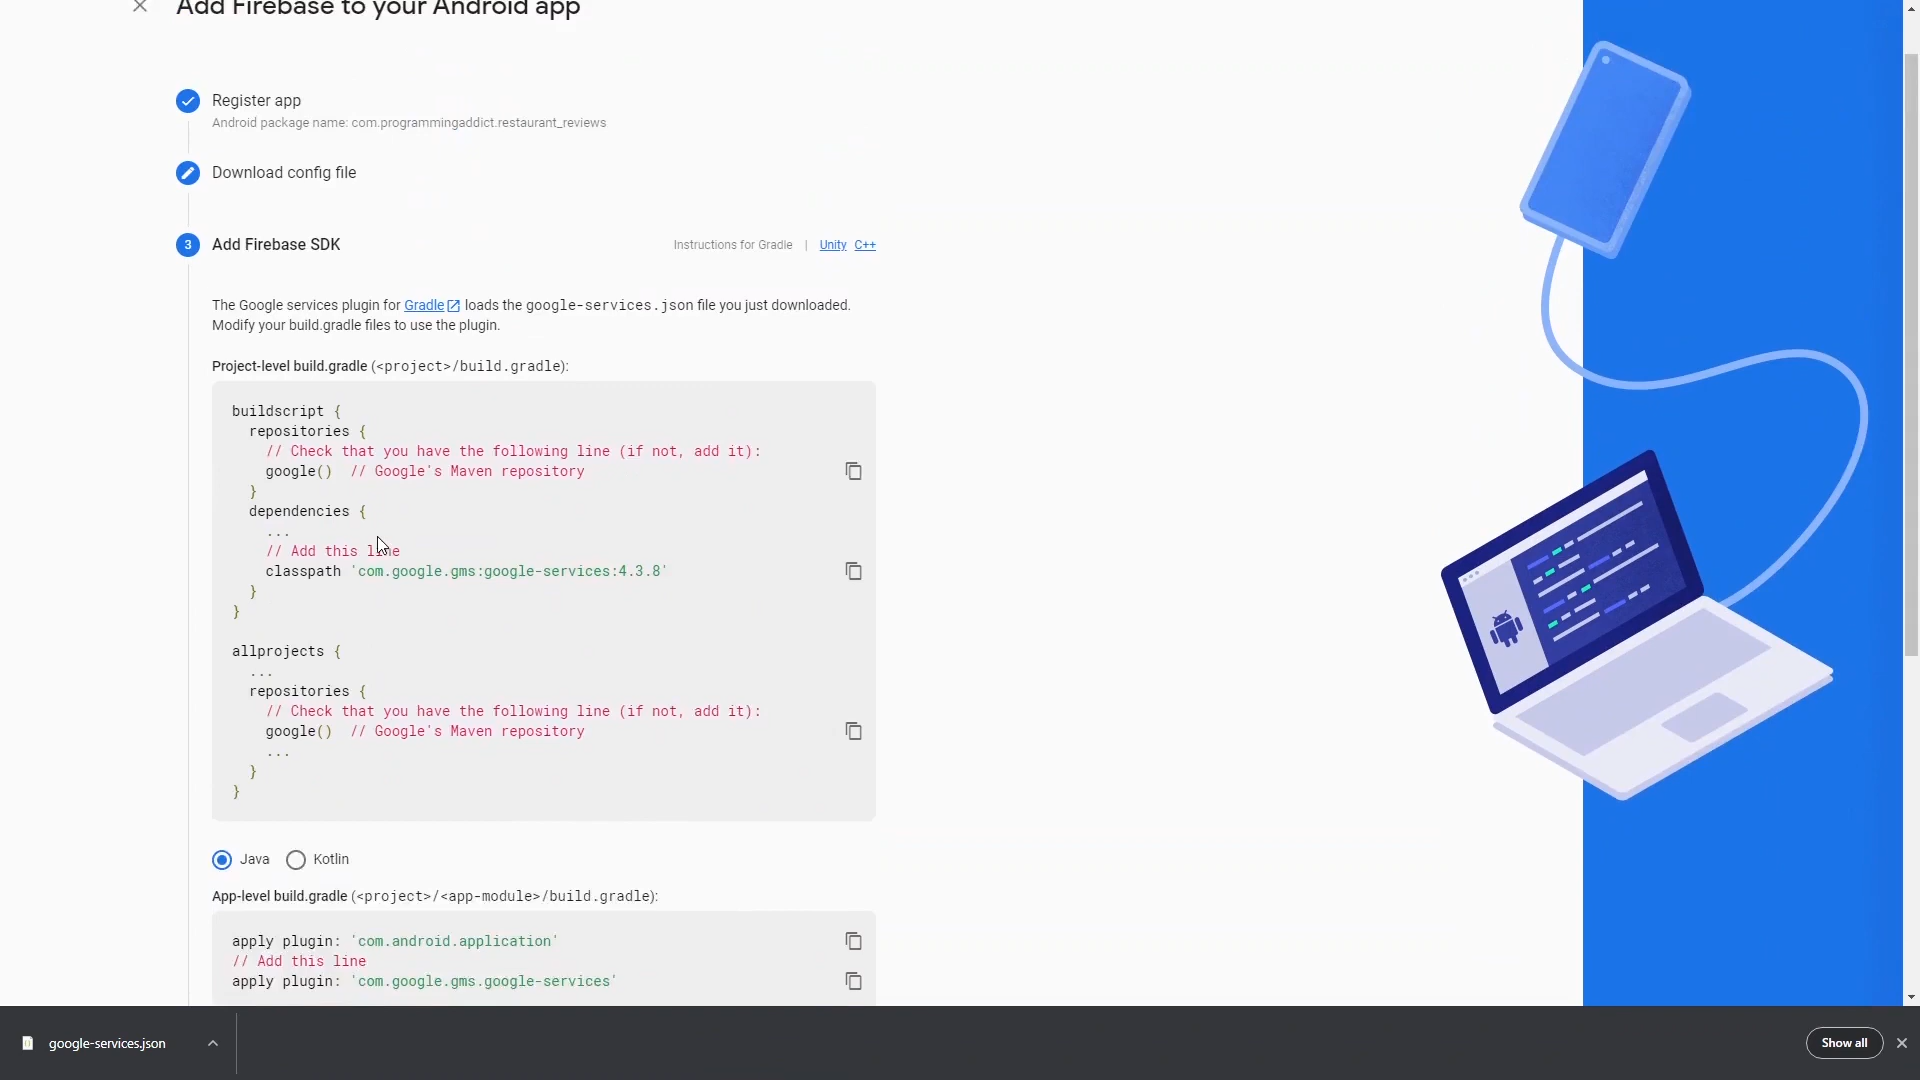 Add Firebase to your Android app
Register app
Android package name: com.programmingaddict.restaurant_reviews
Download config file
3 Add Firebase SDK Instructions for Gradle | Unity C++
The Google services plugin for Gradle loads the google-services.json file you just downloaded.
Modify your build.gradle files to use the plugin.
Project-level build.gradle (<project>/build.gradle):
buildscript {
repositories {
// Check that you have the following line (if not, add it):
google() // Google's Maven repository
}
dependencies {
...
// Add this line
classpath 'com.google.gms:google-services:4.3.8'
}
}
allprojects {
...
repositories {
// Check that you have the following line (if not, add it):
google() // Google's Maven repository
...
}
}
Java Kotlin
App-level build.gradle (<project>/<app-module>/build.gradle):
apply plugin: 'com.android.application'
// Add this line
apply plugin: 'com.google.gms.google-services'
google-services.json Show all